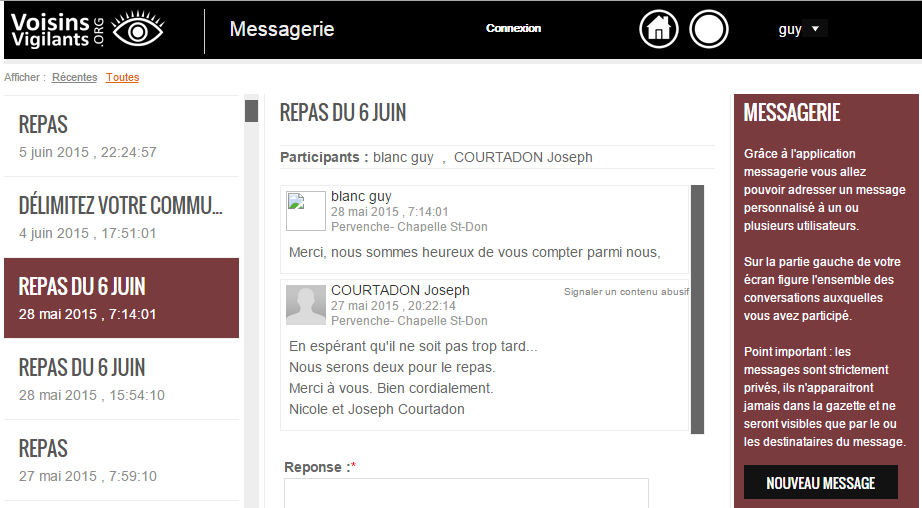 Voisins
Vigilants
.ORG
Messagerie
Connexion
guy
Afficher : Récentes Toutes
REPAS
5 juin 2015 , 22:24:57
DÉLIMITEZ VOTRE COMMU...
4 juin 2015 , 17:51:01
REPAS DU 6 JUIN
28 mai 2015 , 7:14:01
REPAS DU 6 JUIN
28 mai 2015 , 15:54:10
REPAS
27 mai 2015 , 7:59:10
REPAS DU 6 JUIN
Participants : blanc guy , COURTADON Joseph
blanc guy
28 mai 2015 , 7:14:01
Pervenche- Chapelle St-Don
Merci, nous sommes heureux de vous compter parmi nous,
COURTADON Joseph
Signaler un contenu abusif
27 mai 2015 , 20:22:14
Pervenche- Chapelle St-Don
En espérant qu'il ne soit pas trop tard...
Nous serons deux pour le repas.
Merci à vous. Bien cordialement.
Nicole et Joseph Courtadon
Reponse :*
MESSAGERIE
Grâce à l'application
messagerie vous allez
pouvoir adresser un message
personnalisé à un ou
plusieurs utilisateurs.
Sur la partie gauche de votre
écran figure l'ensemble des
conversations auxquelles
vous avez participé.
Point important : les
messages sont strictement
privés, ils n'apparaitront
jamais dans la gazette et ne
seront visibles que par le ou
les destinataires du message.
NOUVEAU MESSAGE